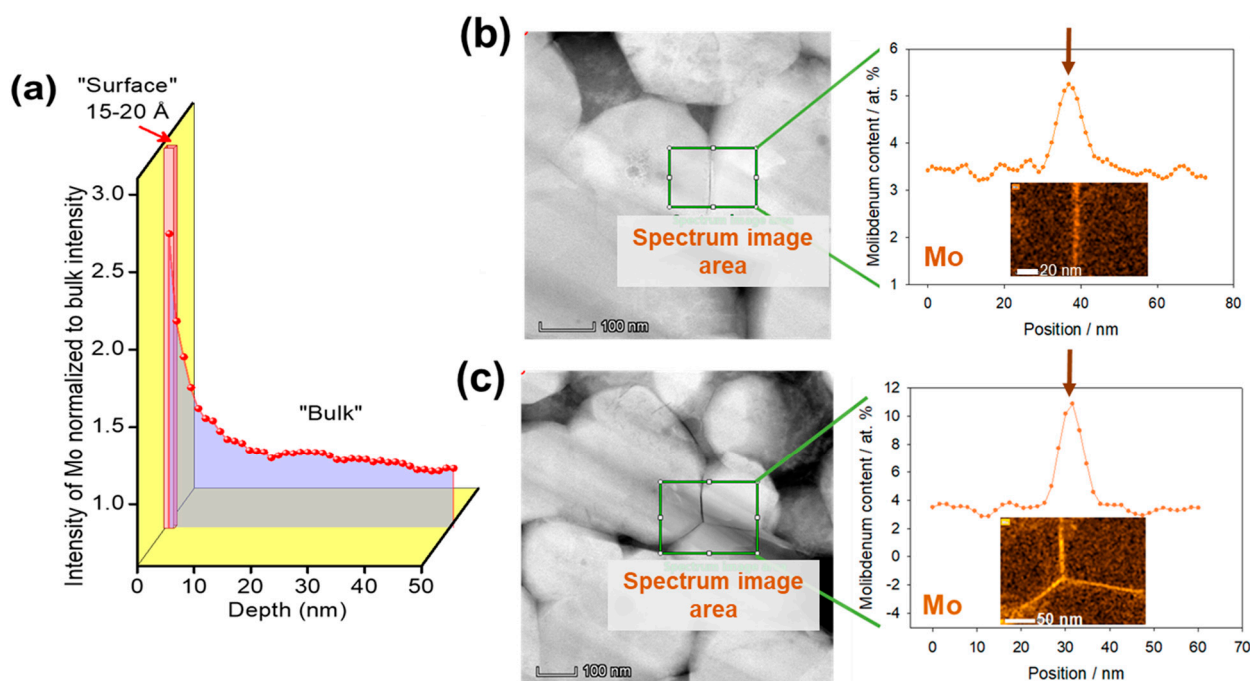 (a)
"Surface"
15-20 Å
"Bulk"
Intensity of Mo normalized to bulk intensity
3.0
2.5
2.0
1.5
1.0
0 10 20 30 40 50
Depth (nm)
(b)
Spectrum image
area
100 nm
Molibdenum content / at. %
6
5
4
3
2
1
Mo
20 nm
0 20 40 60 80
Position / nm
(c)
Spectrum image
area
100 nm
Molibdenum content / at. %
12
10
8
6
4
2
0
-2
-4
Mo
50 nm
0 10 20 30 40 50 60 70
Position / nm